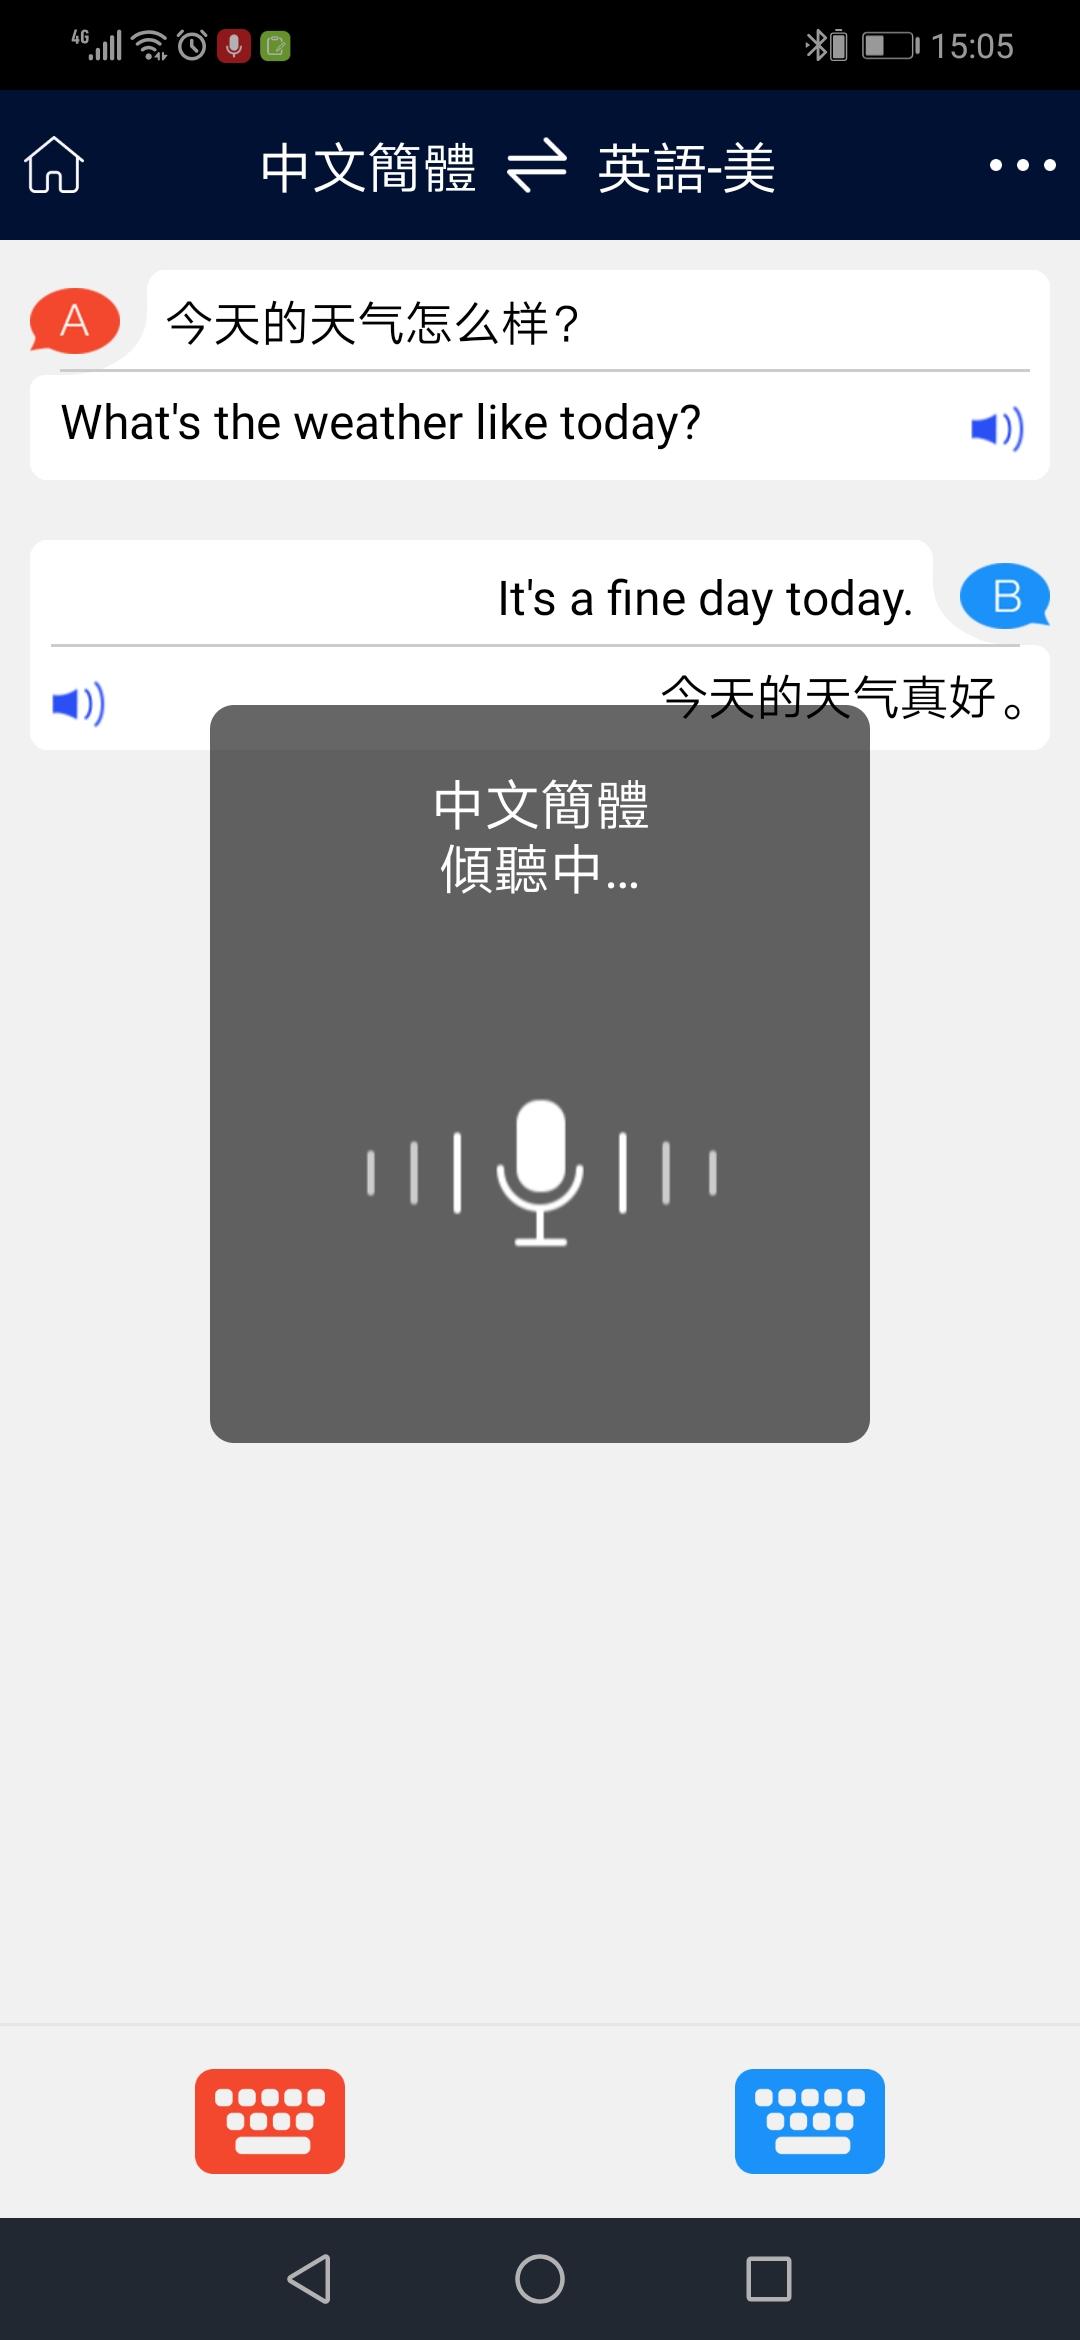 4G 15:05
中文簡體 英語-美
A 今天的天气怎么样?
What's the weather like today?
It's a fine day today. B
今天的天气真好。
中文簡體
傾聽中...